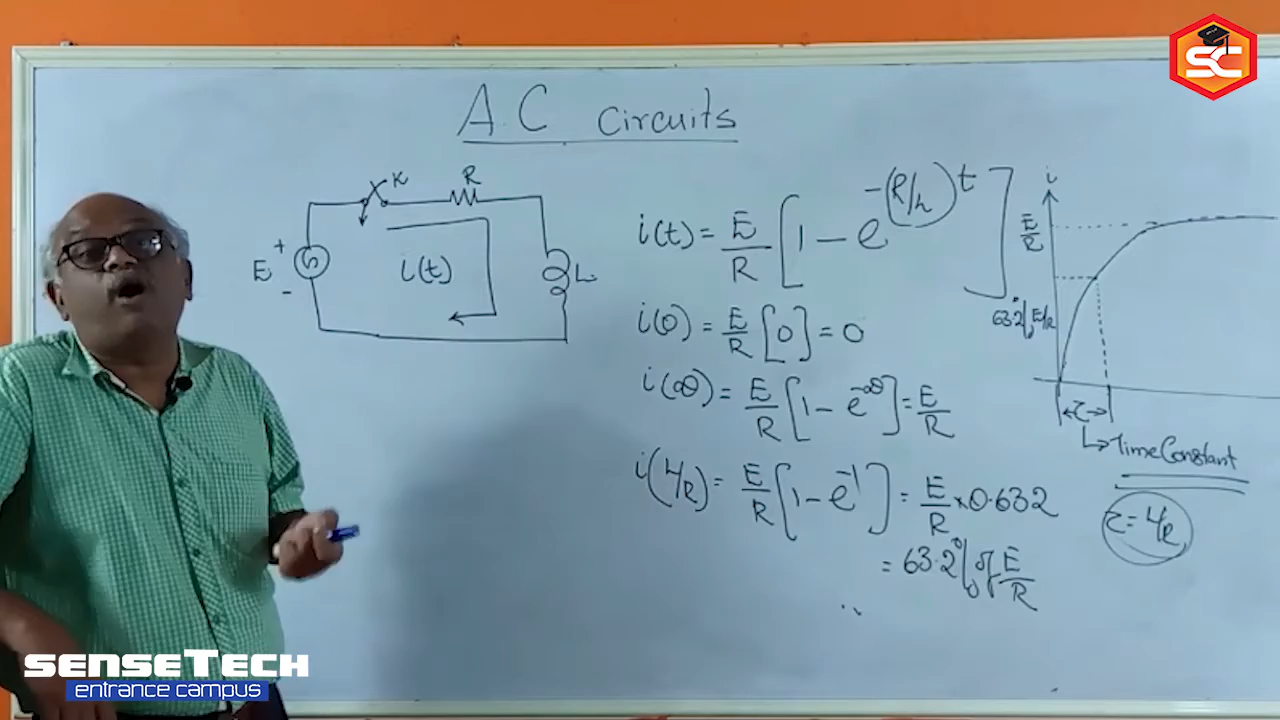 SC
A.C Circuits
K
R
E
+
-
i(t)
L
i(t) = E/R [1 - e^-(R/L)t]
i(0) = E/R [0] = 0
i(∞) = E/R [1 - e^-∞] = E/R
i(L/R) = E/R [1 - e^-1] = E/R × 0.632
= 63.2% of E/R
i
E/R
63.2% E/R
←τ→
↳ Time Constant
τ = L/R
SENSETECH
entrance campus